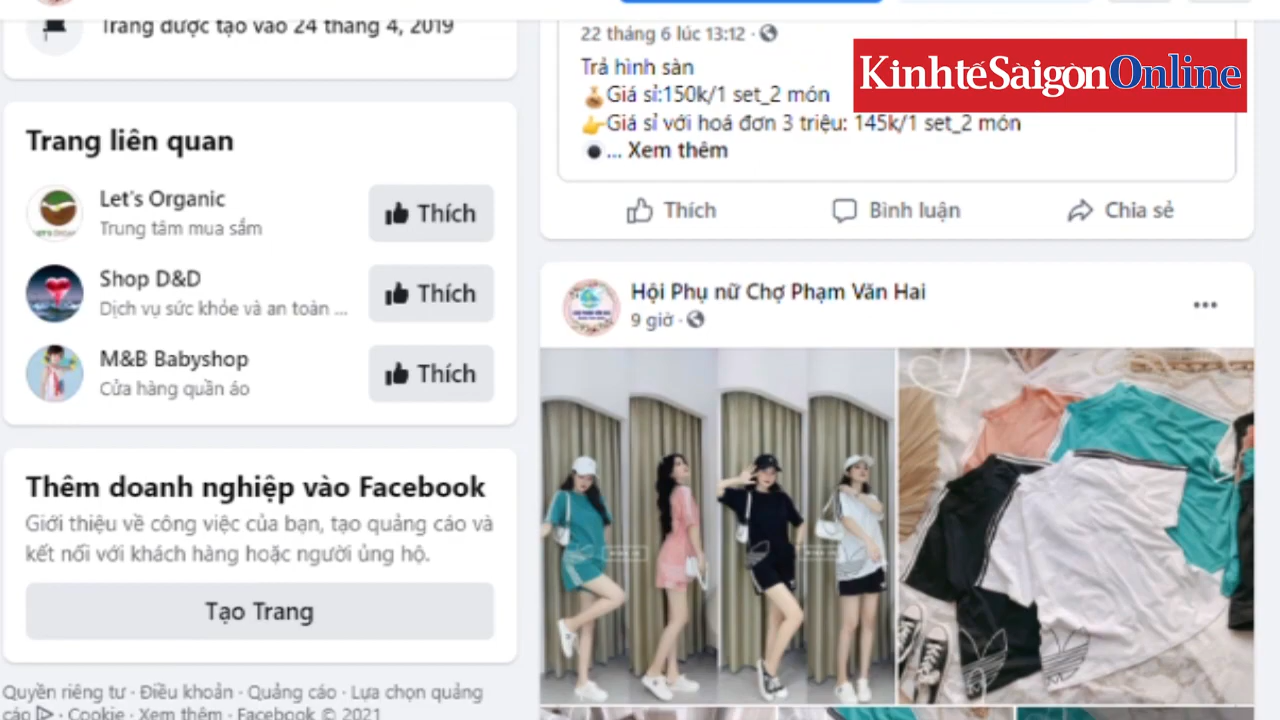 Trang được tạo vào 24 tháng 4, 2019
Trang liên quan
Let's Organic
Trung tâm mua sắm
Thích
Shop D&D
Dịch vụ sức khỏe và an toàn ...
Thích
M&B Babyshop
Cửa hàng quần áo
Thích
Thêm doanh nghiệp vào Facebook
Giới thiệu về công việc của bạn, tạo quảng cáo và
kết nối với khách hàng hoặc người ủng hộ.
Tạo Trang
Quyền riêng tư · Điều khoản · Quảng cáo · Lựa chọn quảng
cáo · Cookie · Xem thêm · Facebook © 2021
22 tháng 6 lúc 13:12 ·
Trả hình sàn
Giá sỉ:150k/1 set_2 món
Giá sỉ với hoá đơn 3 triệu: 145k/1 set_2 món
... Xem thêm
KinhtếSàigònOnline
Thích
Bình luận
Chia sẻ
Hội Phụ nữ Chợ Phạm Văn Hai
9 giờ ·